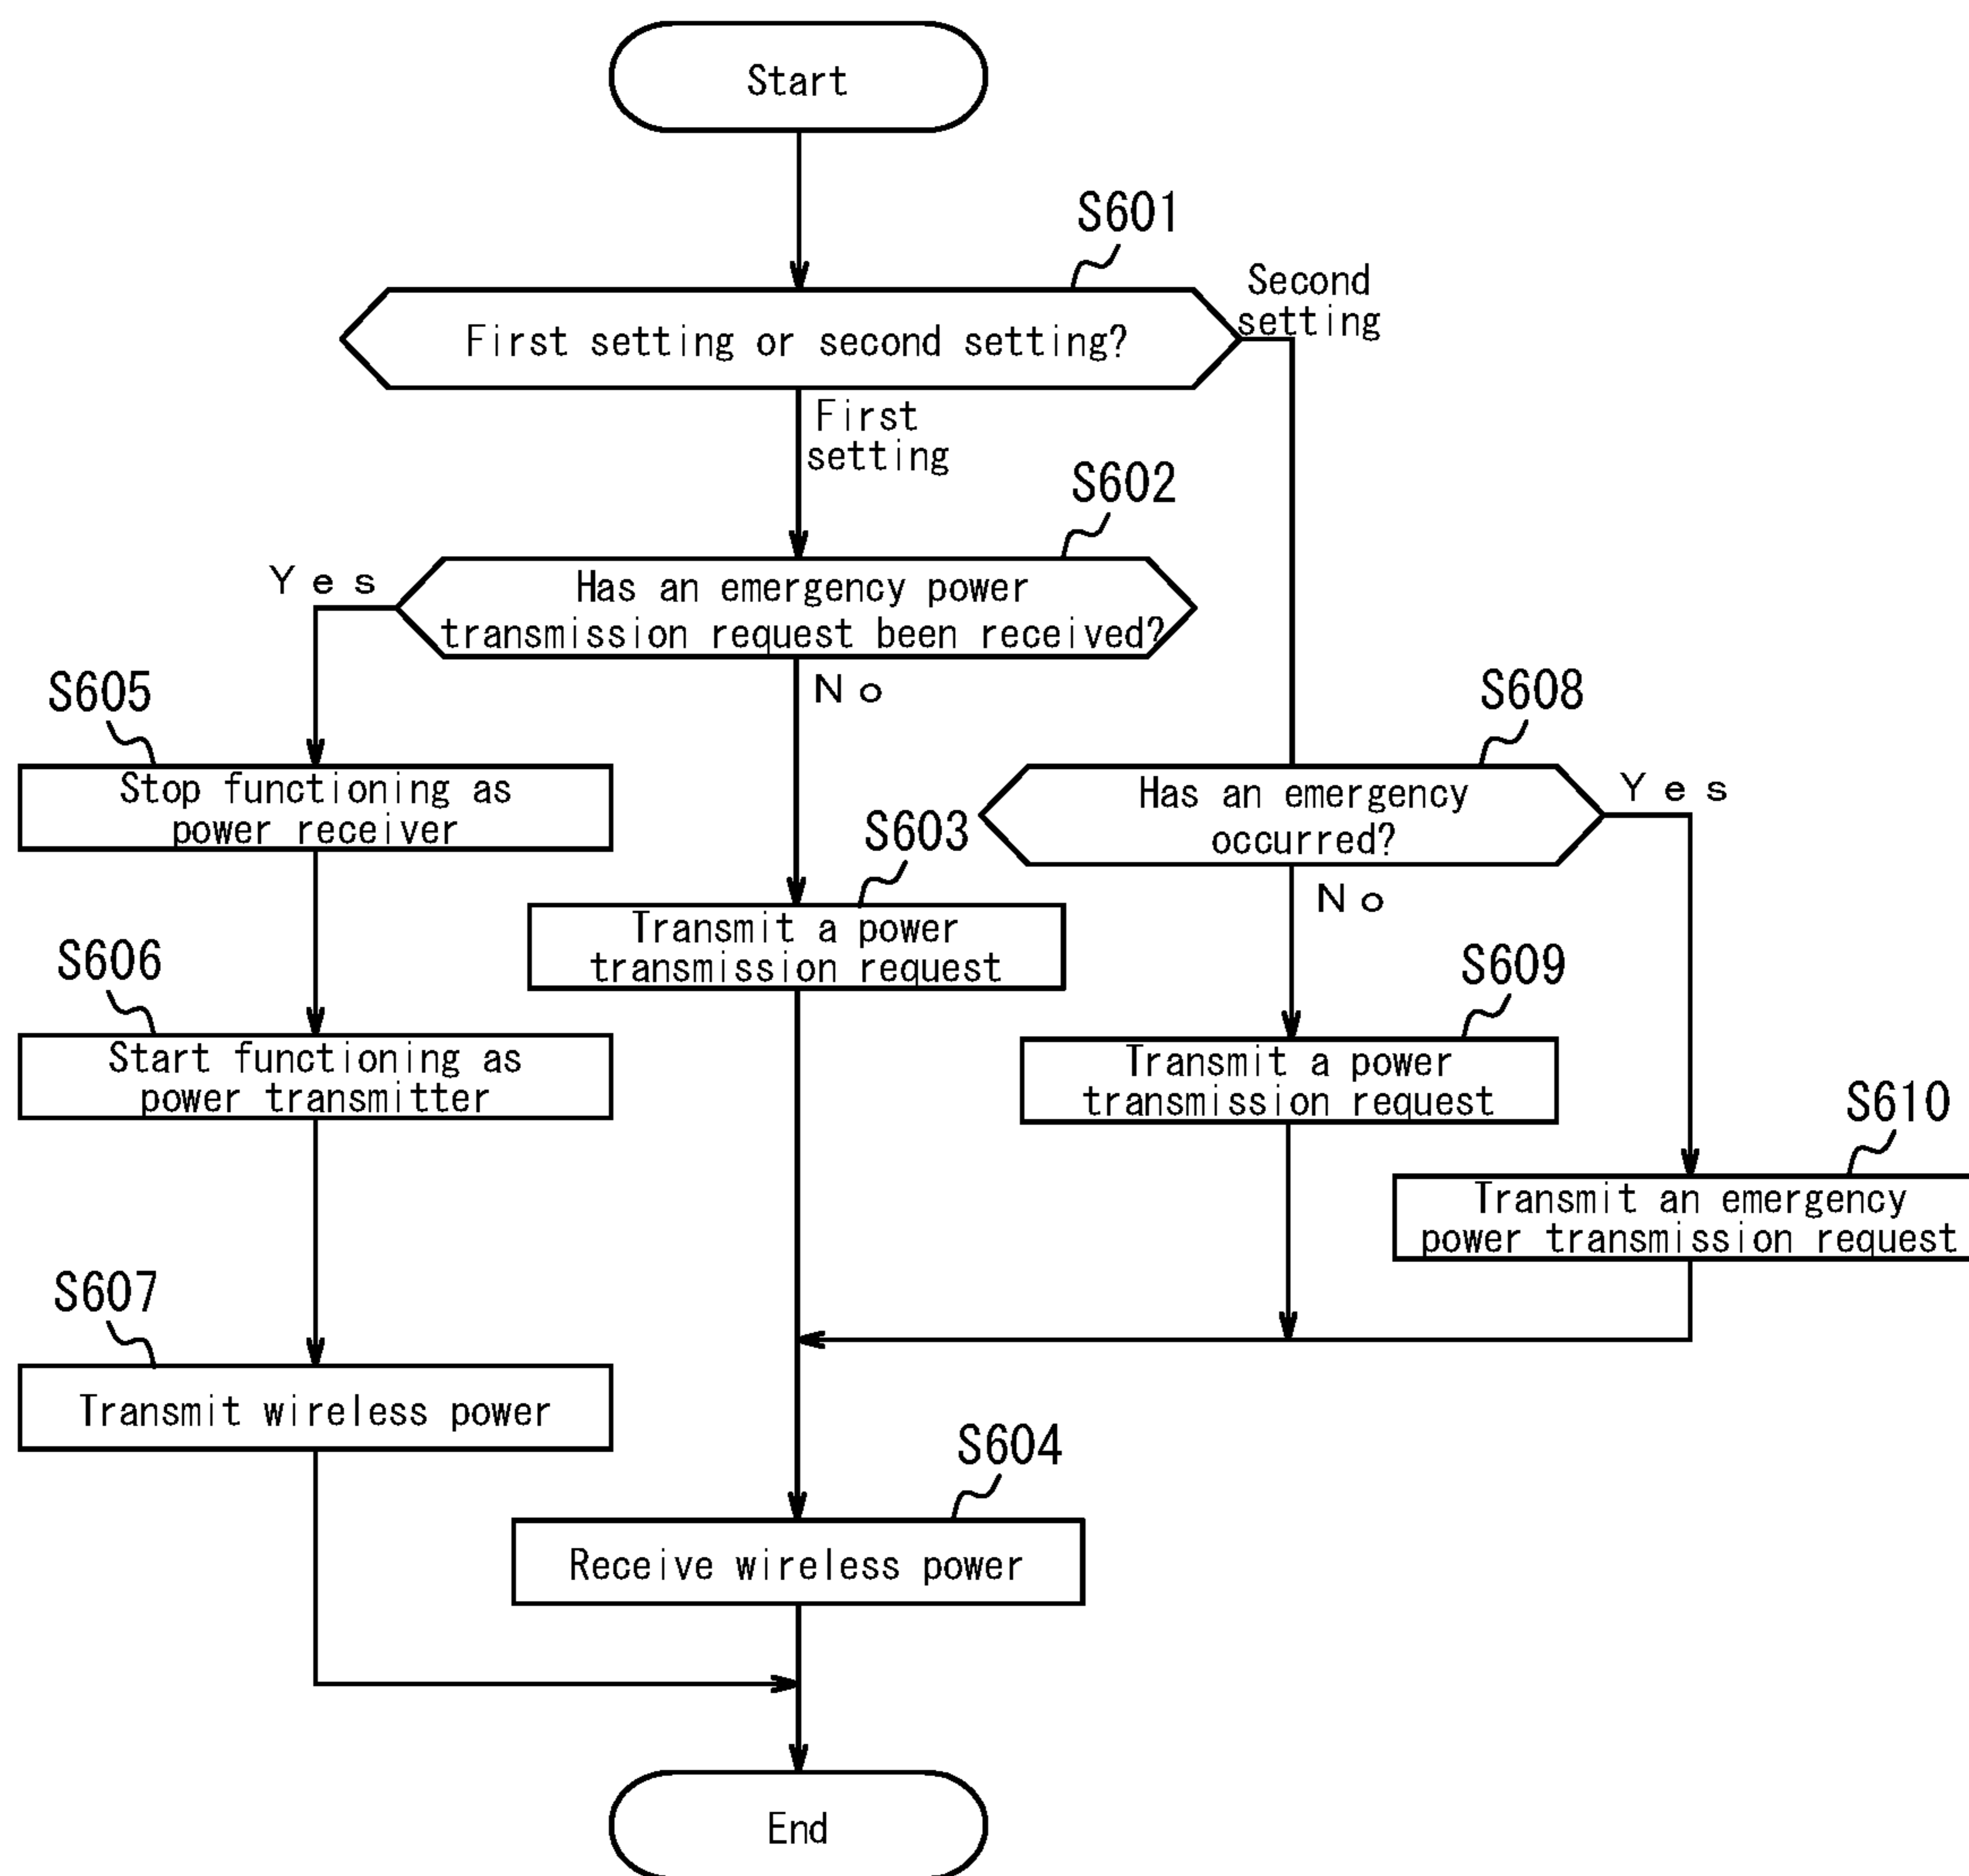 Start
S601
First setting or second setting?
Second
setting
First
setting
S602
Has an emergency power
transmission request been received?
Yes
No
S605
Stop functioning as
power receiver
S608
Has an emergency
occurred?
Yes
No
S603
Transmit a power
transmission request
S606
Start functioning as
power transmitter
S609
Transmit a power
transmission request
S610
Transmit an emergency
power transmission request
S607
Transmit wireless power
S604
Receive wireless power
End